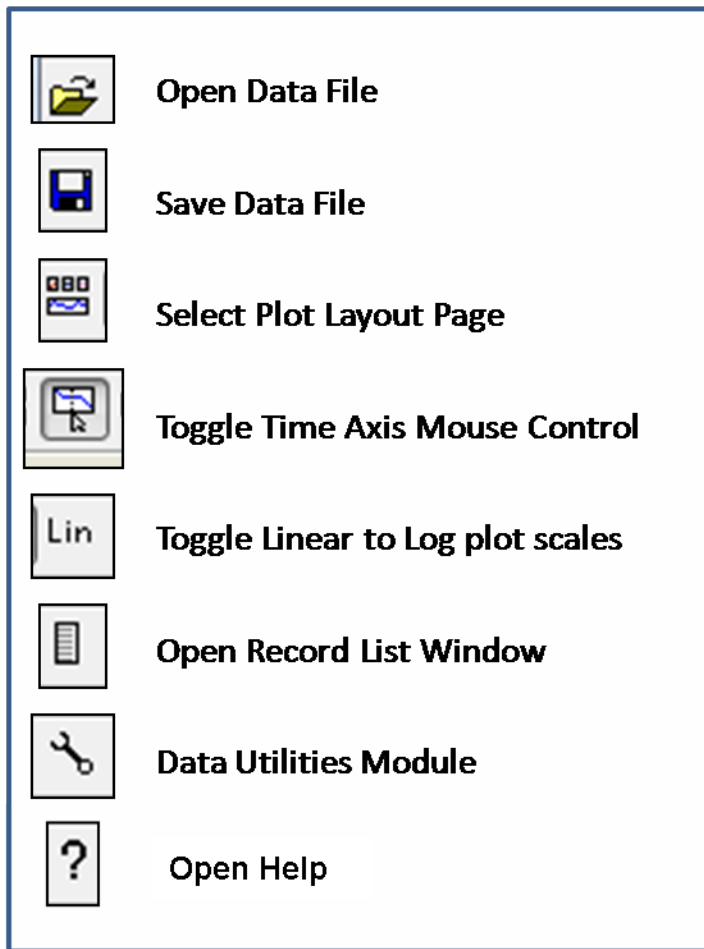 Open Data File
Save Data File
Select Plot Layout Page
Toggle Time Axis Mouse Control
Lin
Toggle Linear to Log plot scales
Open Record List Window
Data Utilities Module
?
Open Help